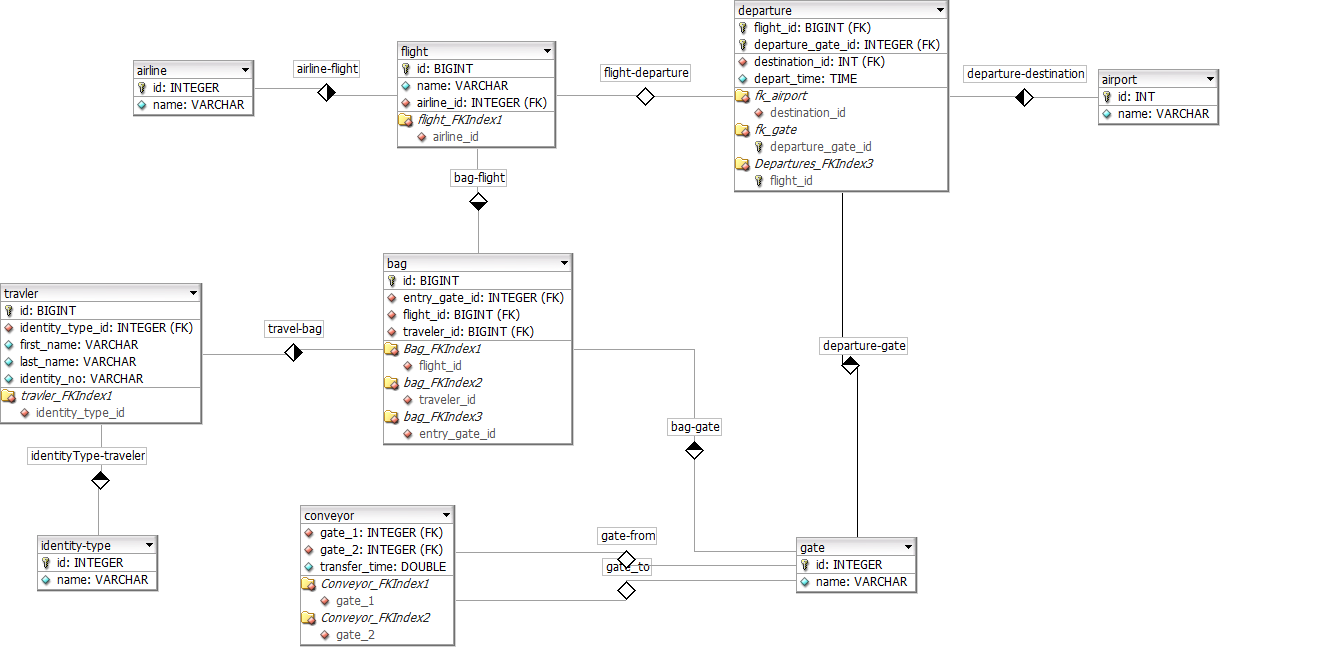 departure
flight_id: BIGINT (FK)
departure_gate_id: INTEGER (FK)
destination_id: INT (FK)
depart_time: TIME
fk_airport
destination_id
fk_gate
departure_gate_id
Departures_FKIndex3
flight_id
flight
id: BIGINT
name: VARCHAR
airline_id: INTEGER (FK)
flight_FKIndex1
airline_id
airline
id: INTEGER
name: VARCHAR
airline-flight
flight-departure
departure-destination
airport
id: INT
name: VARCHAR
bag-flight
bag
id: BIGINT
entry_gate_id: INTEGER (FK)
flight_id: BIGINT (FK)
traveler_id: BIGINT (FK)
Bag_FKIndex1
flight_id
bag_FKIndex2
traveler_id
bag_FKIndex3
entry_gate_id
travler
id: BIGINT
identity_type_id: INTEGER (FK)
first_name: VARCHAR
last_name: VARCHAR
identity_no: VARCHAR
travler_FKIndex1
identity_type_id
travel-bag
departure-gate
bag-gate
identityType-traveler
identity-type
id: INTEGER
name: VARCHAR
conveyor
gate_1: INTEGER (FK)
gate_2: INTEGER (FK)
transfer_time: DOUBLE
Conveyor_FKIndex1
gate_1
Conveyor_FKIndex2
gate_2
gate-from
gate_to
gate
id: INTEGER
name: VARCHAR